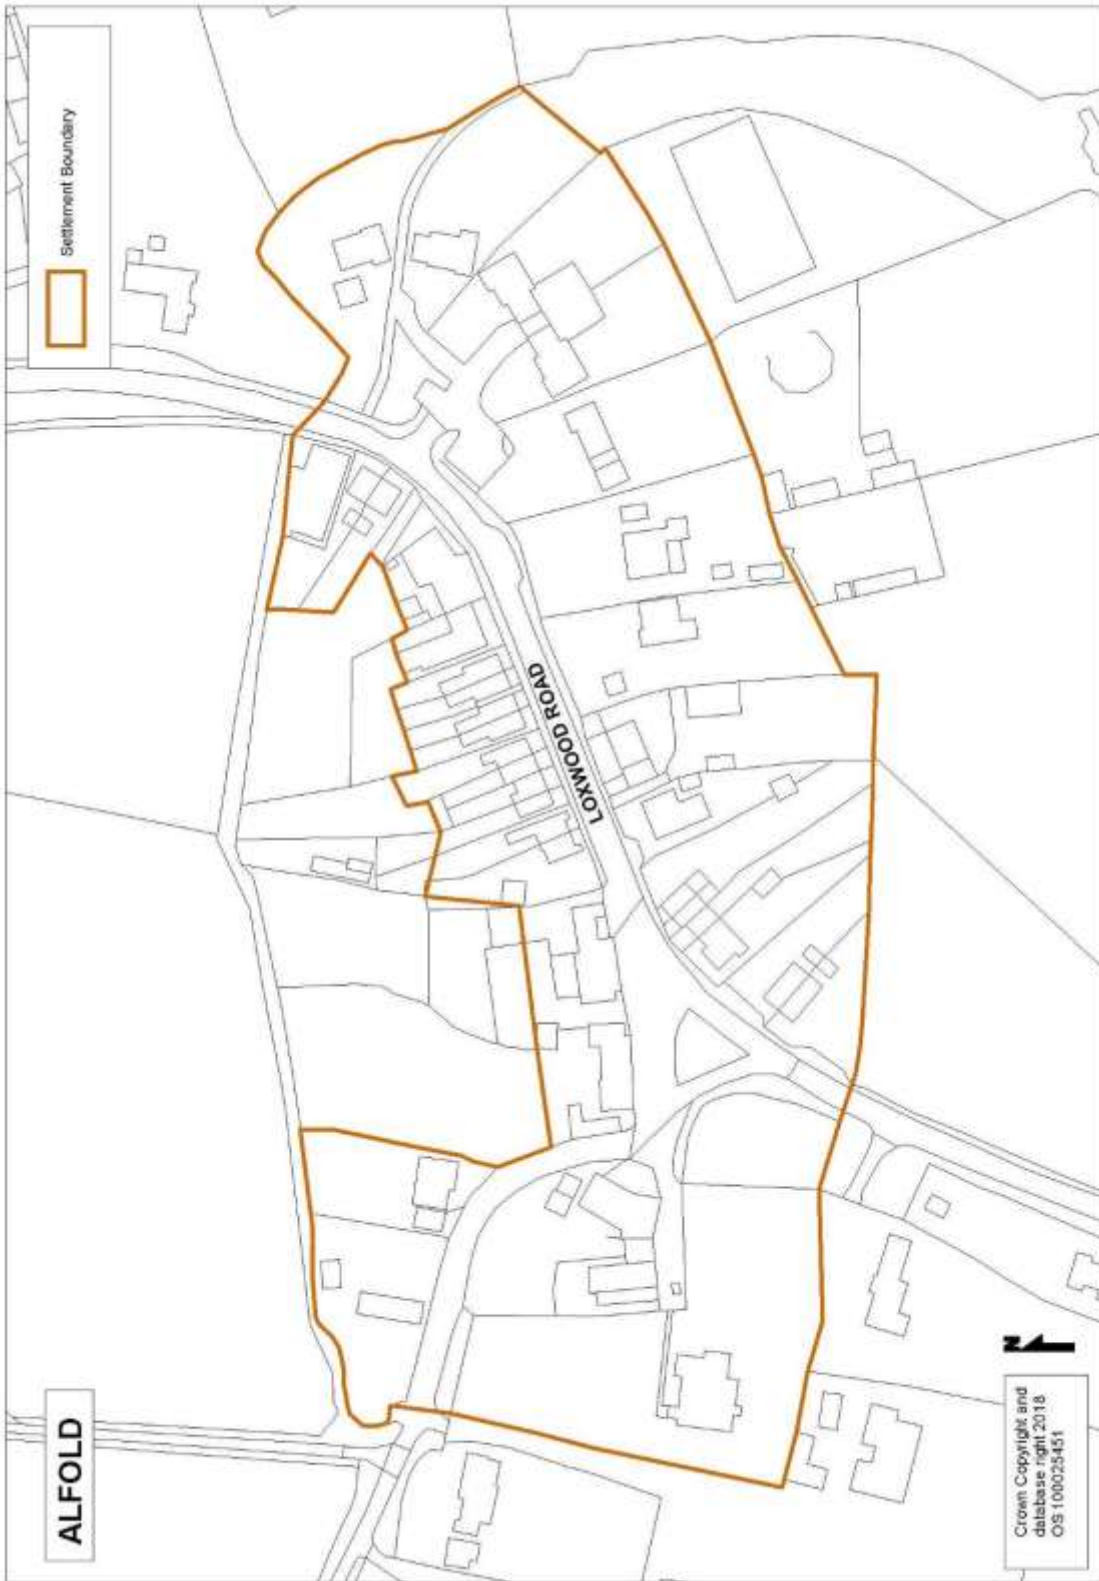 ALFOLD
Settlement Boundary
LOXWOOD ROAD
N
Crown Copyright and
database right 2018
OS 100025451